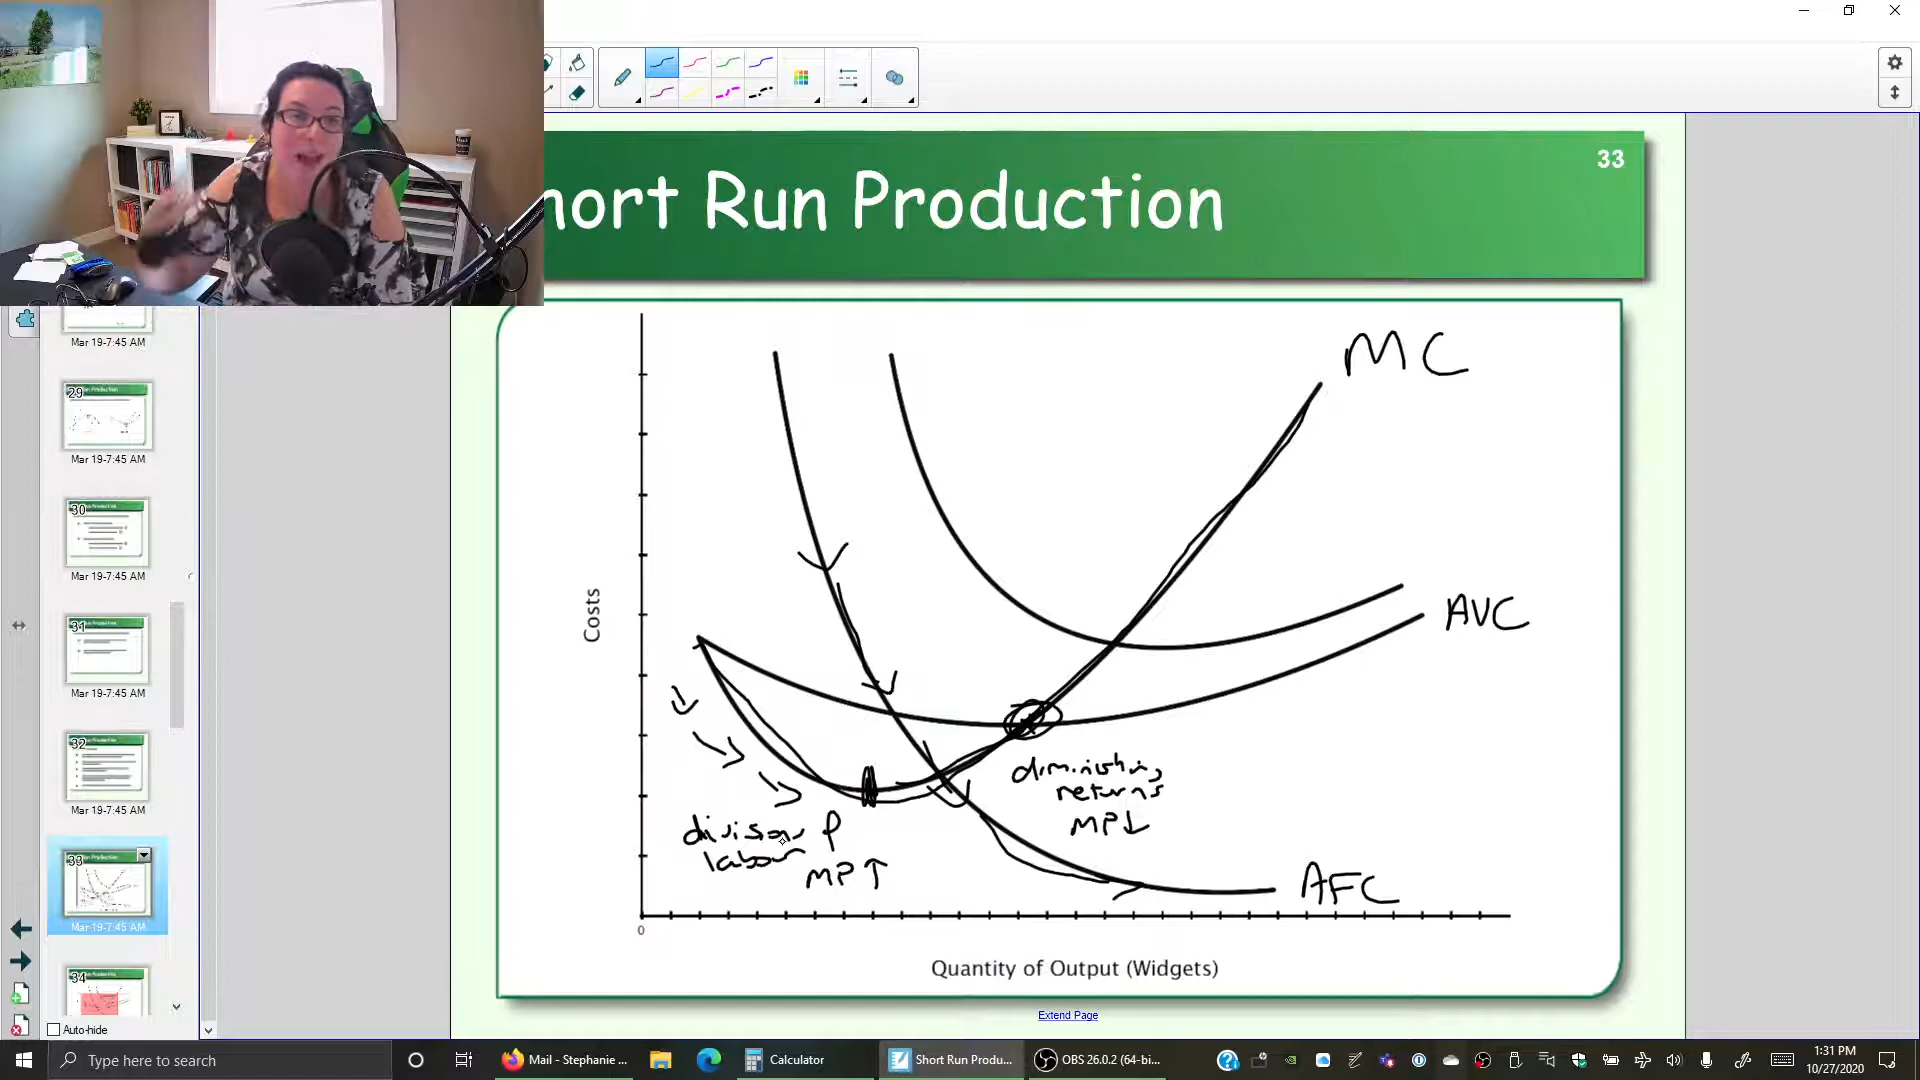 hort Run Production
33
MC
AVC
Costs
diminishing
returns
MP↓
division of
labour
MP↑
AFC
0
Quantity of Output (Widgets)
Extend Page
Mar 19-7:45 AM
29
Mar 19-7:45 AM
30
Mar 19-7:45 AM
31
Mar 19-7:45 AM
32
Mar 19-7:45 AM
33
Mar 19-7:45 AM
34
Auto-hide
Type here to search
Mail - Stephanie ...
Calculator
Short Run Produ...
OBS 26.0.2 (64-bi...
1:31 PM
10/27/2020